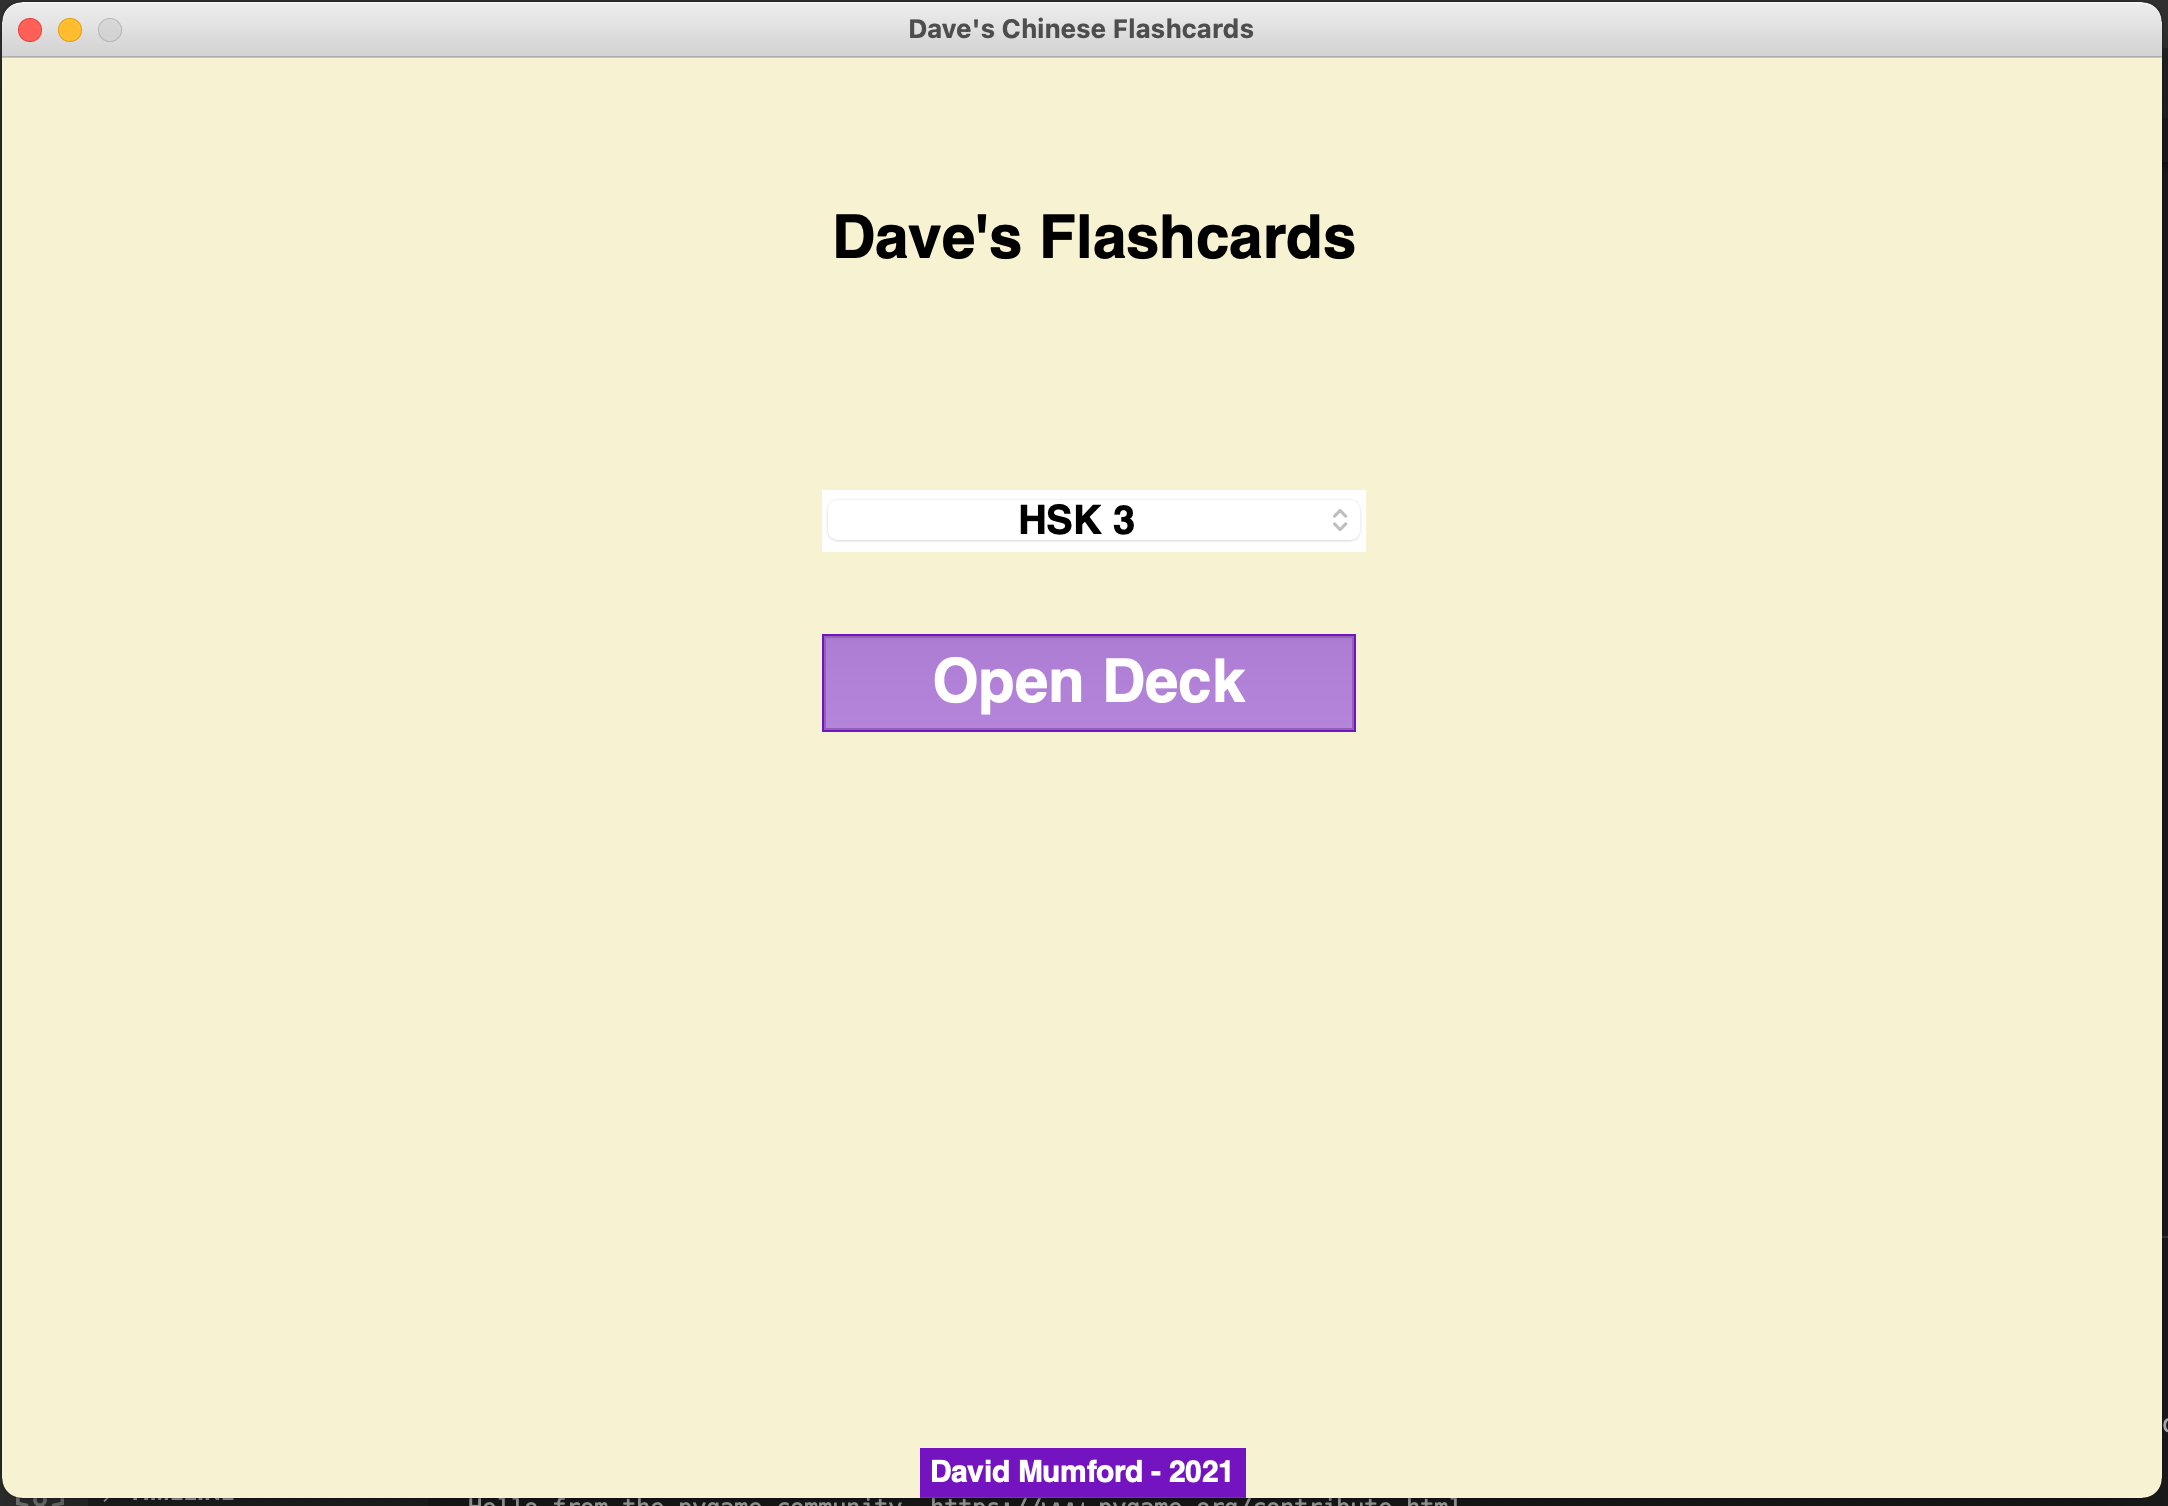 Dave's Chinese Flashcards
Dave's Flashcards
HSK 3
Open Deck
David Mumford - 2021
Hello from the pygame community. https://www.pygame.org/contribute.html